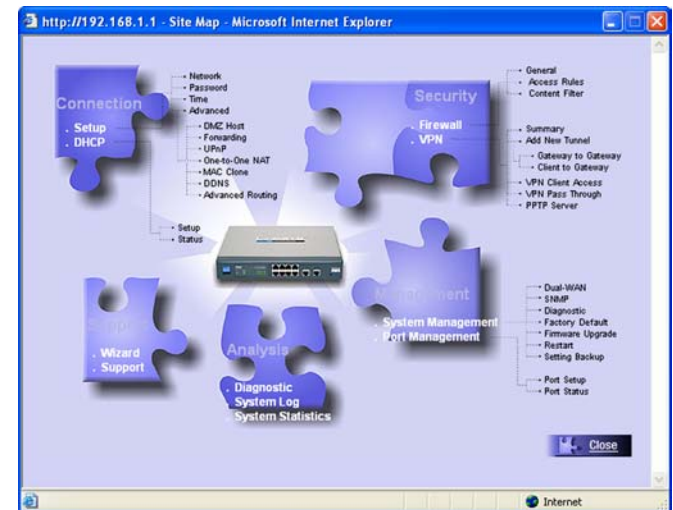 http://192.168.1.1 - Site Map - Microsoft Internet Explorer
Connection
. Setup
. DHCP
Network
Password
Time
Advanced
DMZ Host
Forwarding
UPnP
One-to-One NAT
MAC Clone
DDNS
Advanced Routing
Setup
Status
Security
. Firewall
. VPN
General
Access Rules
Content Filter
Summary
Add New Tunnel
Gateway to Gateway
Client to Gateway
VPN Client Access
VPN Pass Through
PPTP Server
Management
. System Management
. Port Management
Dual-WAN
SNMP
Diagnostic
Factory Default
Firmware Upgrade
Restart
Setting Backup
Port Setup
Port Status
Support
. Wizard
. Support
Analysis
. Diagnostic
. System Log
. System Statistics
Close
Internet